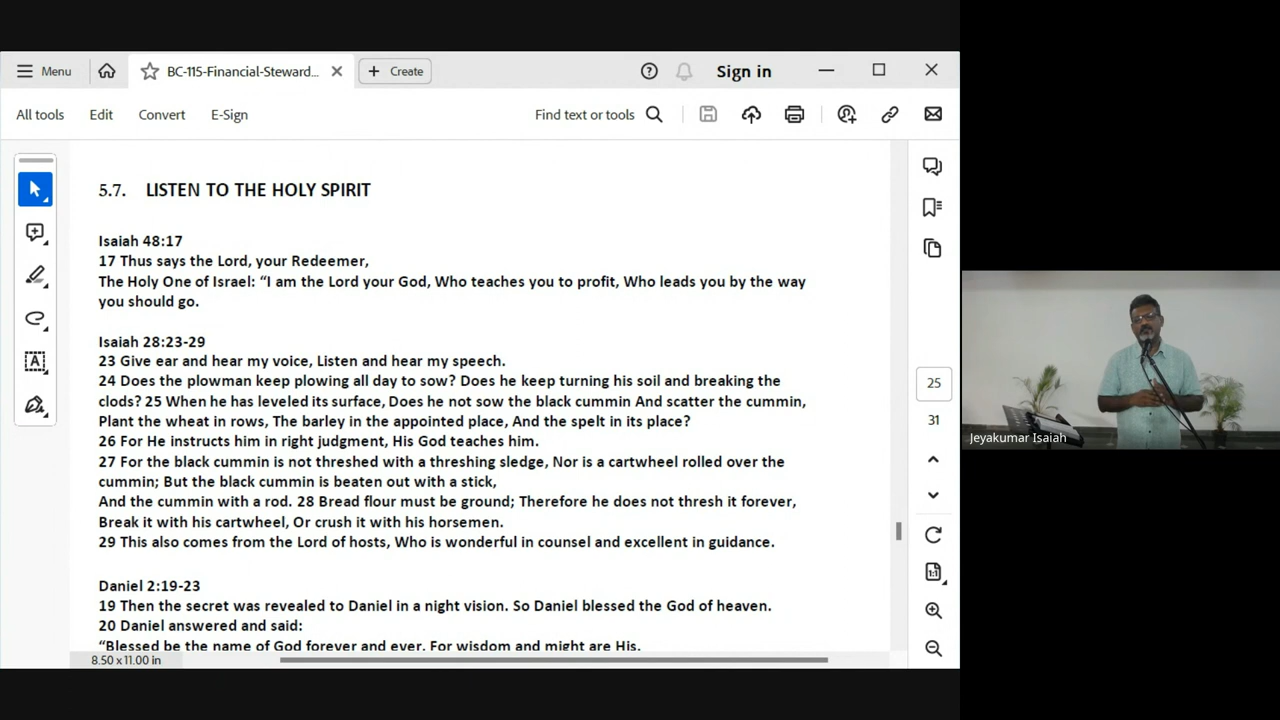 Menu
BC-115-Financial-Steward...
Create
Sign in
All tools
Edit
Convert
E-Sign
Find text or tools
5.7. LISTEN TO THE HOLY SPIRIT
Isaiah 48:17
17 Thus says the Lord, your Redeemer,
The Holy One of Israel: “I am the Lord your God, Who teaches you to profit, Who leads you by the way
you should go.
Isaiah 28:23-29
23 Give ear and hear my voice, Listen and hear my speech.
24 Does the plowman keep plowing all day to sow? Does he keep turning his soil and breaking the
clods? 25 When he has leveled its surface, Does he not sow the black cummin And scatter the cummin,
Plant the wheat in rows, The barley in the appointed place, And the spelt in its place?
26 For He instructs him in right judgment, His God teaches him.
27 For the black cummin is not threshed with a threshing sledge, Nor is a cartwheel rolled over the
cummin; But the black cummin is beaten out with a stick,
And the cummin with a rod. 28 Bread flour must be ground; Therefore he does not thresh it forever,
Break it with his cartwheel, Or crush it with his horsemen.
29 This also comes from the Lord of hosts, Who is wonderful in counsel and excellent in guidance.
Daniel 2:19-23
19 Then the secret was revealed to Daniel in a night vision. So Daniel blessed the God of heaven.
20 Daniel answered and said:
“Blessed be the name of God forever and ever, For wisdom and might are His.
8.50 x 11.00 in
25
31
1:1
Jeyakumar Isaiah